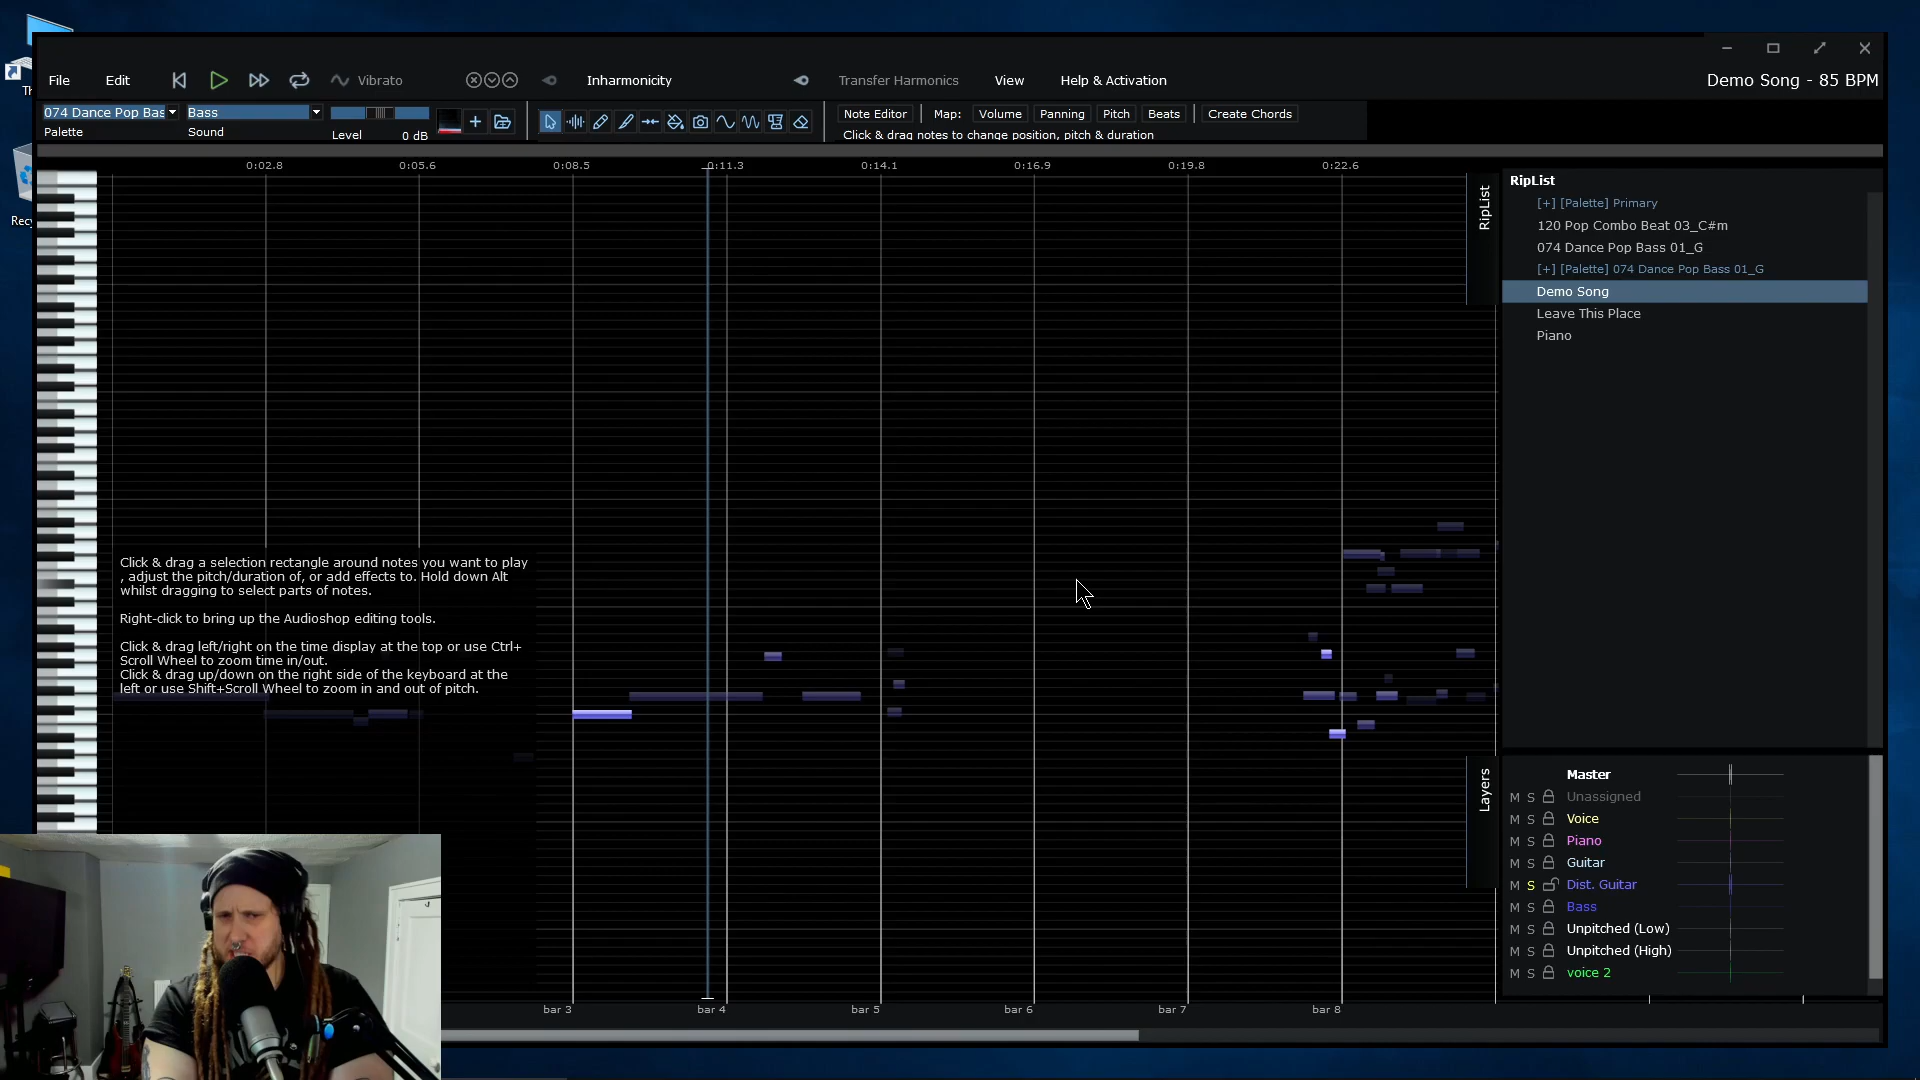 File Edit Vibrato Inharmonicity Transfer Harmonics View Help & Activation Demo Song - 85 BPM
074 Dance Pop Bas Bass
Palette Sound Level 0 dB
Note Editor Map: Volume Panning Pitch Beats Create Chords
Click & drag notes to change position, pitch & duration
0:02.8 0:05.6 0:08.5 0:11.3 0:14.1 0:16.9 0:19.8 0:22.6
RipList
RipList
[+] [Palette] Primary
120 Pop Combo Beat 03_C#m
074 Dance Pop Bass 01_G
[+] [Palette] 074 Dance Pop Bass 01_G
Demo Song
Leave This Place
Piano
Click & drag a selection rectangle around notes you want to play
, adjust the pitch/duration of, or add effects to. Hold down Alt
whilst dragging to select parts of notes.
Right-click to bring up the Audioshop editing tools.
Click & drag left/right on the time display at the top or use Ctrl+
Scroll Wheel to zoom time in/out.
Click & drag up/down on the right side of the keyboard at the
left or use Shift+Scroll Wheel to zoom in and out of pitch.
Layers
Master
M S Unassigned
M S Voice
M S Piano
M S Guitar
M S Dist. Guitar
M S Bass
M S Unpitched (Low)
M S Unpitched (High)
M S voice 2
bar 3 bar 4 bar 5 bar 6 bar 7 bar 8